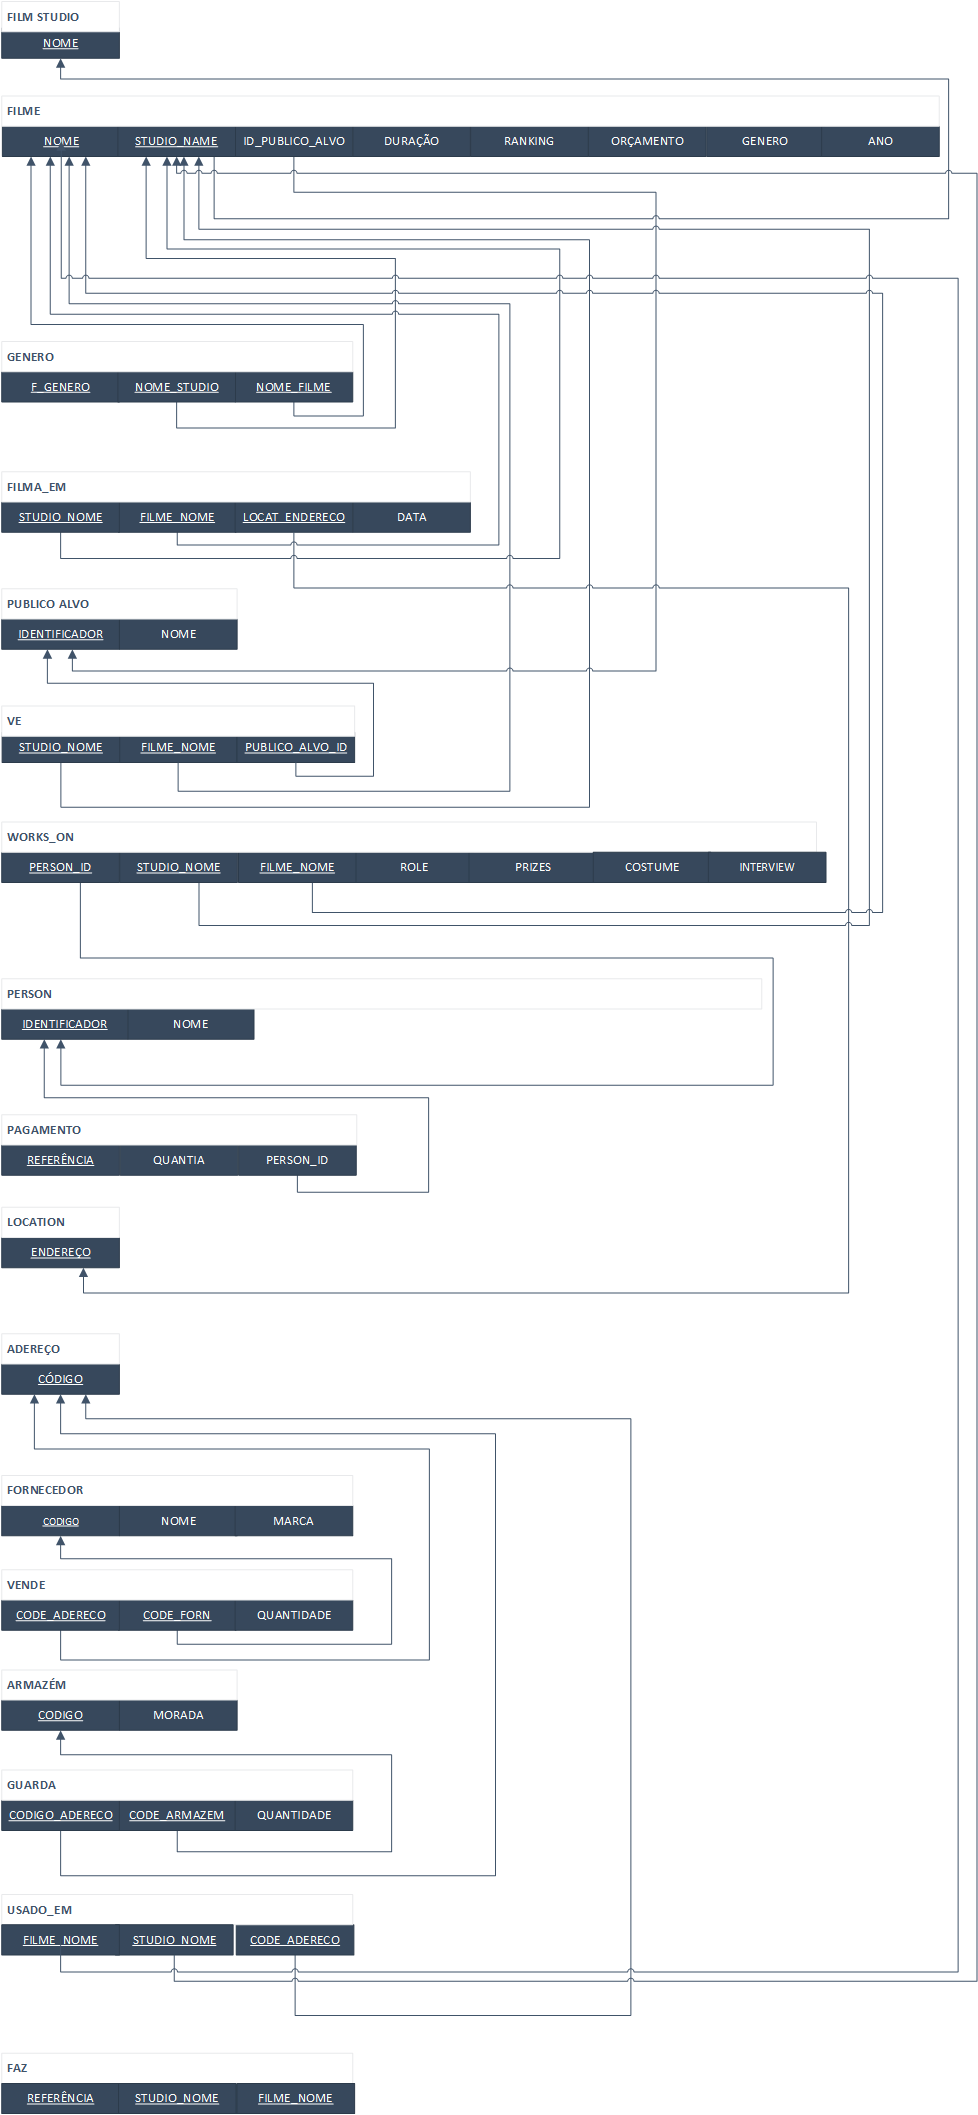 FILM STUDIO
NOME
FILME
NOME STUDIO_NAME ID_PUBLICO_ALVO DURAÇÃO RANKING ORÇAMENTO GENERO ANO
GENERO
F_GENERO NOME_STUDIO NOME_FILME
FILMA_EM
STUDIO_NOME FILME_NOME LOCAT_ENDERECO DATA
PUBLICO ALVO
IDENTIFICADOR NOME
VE
STUDIO_NOME FILME_NOME PUBLICO_ALVO_ID
WORKS_ON
PERSON_ID STUDIO_NOME FILME_NOME ROLE PRIZES COSTUME INTERVIEW
PERSON
IDENTIFICADOR NOME
PAGAMENTO
REFERÊNCIA QUANTIA PERSON_ID
LOCATION
ENDEREÇO
ADEREÇO
CÓDIGO
FORNECEDOR
CODIGO NOME MARCA
VENDE
CODE_ADERECO CODE_FORN QUANTIDADE
ARMAZÉM
CODIGO MORADA
GUARDA
CODIGO_ADERECO CODE_ARMAZEM QUANTIDADE
USADO_EM
FILME_NOME STUDIO_NOME CODE_ADERECO
FAZ
REFERÊNCIA STUDIO_NOME FILME_NOME